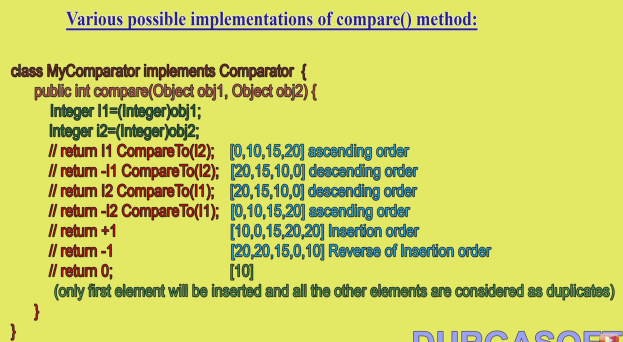 Various possible implementations of compare() method:
class MyComparator implements Comparator {
public int compare(Object obj1, Object obj2) {
Integer I1=(Integer)obj1;
Integer i2=(Integer)obj2;
// return I1 CompareTo(I2); [0,10,15,20] ascending order
// return -I1 CompareTo(I2); [20,15,10,0] descending order
// return I2 CompareTo(I1); [20,15,10,0] descending order
// return -I2 CompareTo(I1); [0,10,15,20] ascending order
// return +1 [10,0,15,20,20] Insertion order
// return -1 [20,20,15,0,10] Reverse of Insertion order
// return 0; [10]
(only first element will be inserted and all the other elements are considered as duplicates)
}
}
DURGASOFT